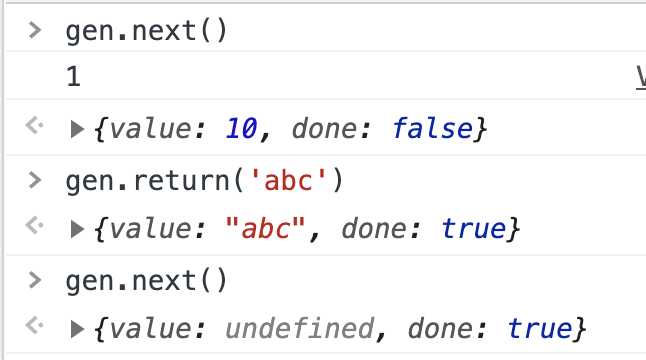 > gen.next()
1
<· ▶{value: 10, done: false}
> gen.return('abc')
<· ▶{value: "abc", done: true}
> gen.next()
<· ▶{value: undefined, done: true}